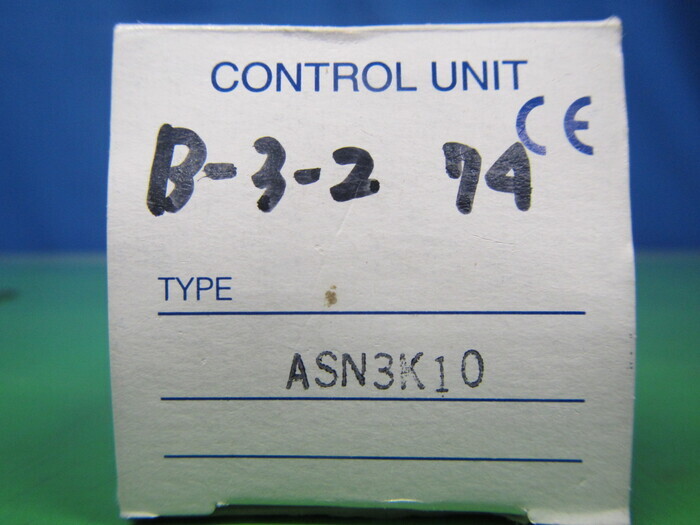 CONTROL UNIT
CE
B-3-2 74
TYPE
ASN3K10